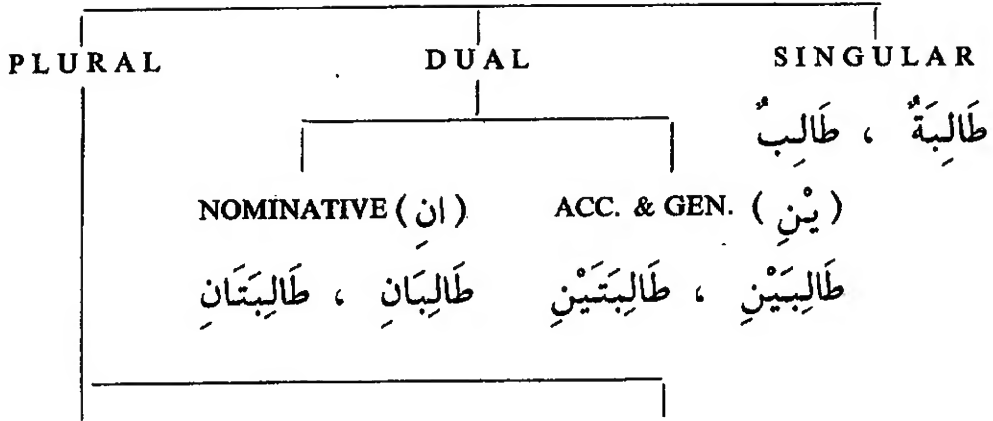 PLURAL DUAL SINGULAR
طَالِبَةٌ ، طَالِبٌ
NOMINATIVE (انِ) ACC. & GEN. (يْنِ)
طَالِبَانِ ، طَالِبَتَانِ طَالِبَيْنِ ، طَالِبَتَيْنِ